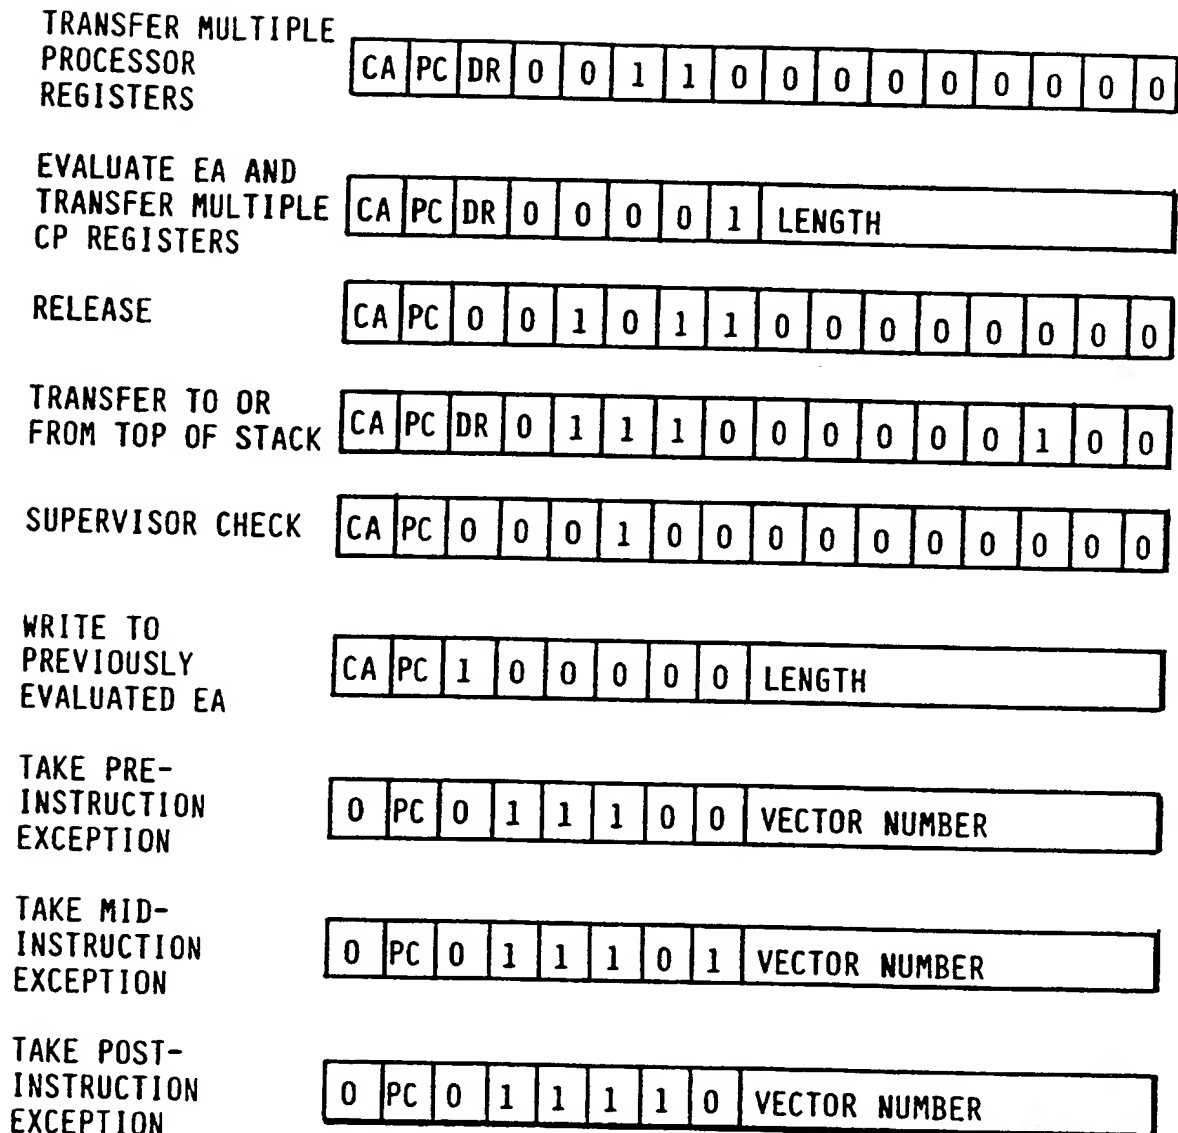 TRANSFER MULTIPLE
PROCESSOR
REGISTERS
CA PC DR 0 0 1 1 0 0 0 0 0 0 0 0 0
EVALUATE EA AND
TRANSFER MULTIPLE
CP REGISTERS
CA PC DR 0 0 0 0 1 LENGTH
RELEASE
CA PC 0 0 1 0 1 1 0 0 0 0 0 0 0 0
TRANSFER TO OR
FROM TOP OF STACK
CA PC DR 0 1 1 1 0 0 0 0 0 0 1 0 0
SUPERVISOR CHECK
CA PC 0 0 0 1 0 0 0 0 0 0 0 0 0 0
WRITE TO
PREVIOUSLY
EVALUATED EA
CA PC 1 0 0 0 0 0 LENGTH
TAKE PRE-
INSTRUCTION
EXCEPTION
0 PC 0 1 1 1 0 0 VECTOR NUMBER
TAKE MID-
INSTRUCTION
EXCEPTION
0 PC 0 1 1 1 0 1 VECTOR NUMBER
TAKE POST-
INSTRUCTION
EXCEPTION
0 PC 0 1 1 1 1 0 VECTOR NUMBER